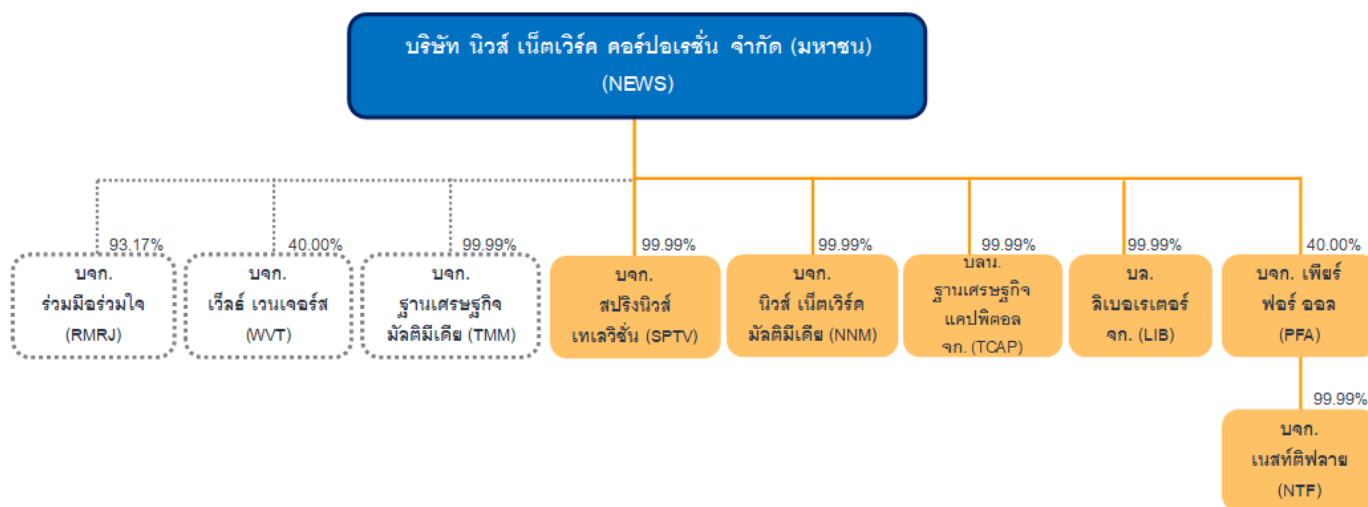 บริษัท นิวส์ เน็ตเวิร์ค คอร์ปอเรชั่น จำกัด (มหาชน)
(NEWS)
93.17%
บจก.
ร่วมมือร่วมใจ
(RMRJ)
40.00%
บจก.
เว็ลธ์ เวนเจอร์ส
(WVT)
99.99%
บจก.
ฐานเศรษฐกิจ
มัลติมีเดีย (TMM)
99.99%
บจก.
สปริงนิวส์
เทเลวิชั่น (SPTV)
99.99%
บจก.
นิวส์ เน็ตเวิร์ค
มัลติมีเดีย (NNM)
99.99%
บลน.
ฐานเศรษฐกิจ
แคปพิตอล
จก. (TCAP)
99.99%
บล.
ลิเบอเรเตอร์
จก. (LIB)
40.00%
บจก. เพียร์
ฟอร์ ออล
(PFA)
99.99%
บจก.
เนสท์ติฟลาย
(NTF)